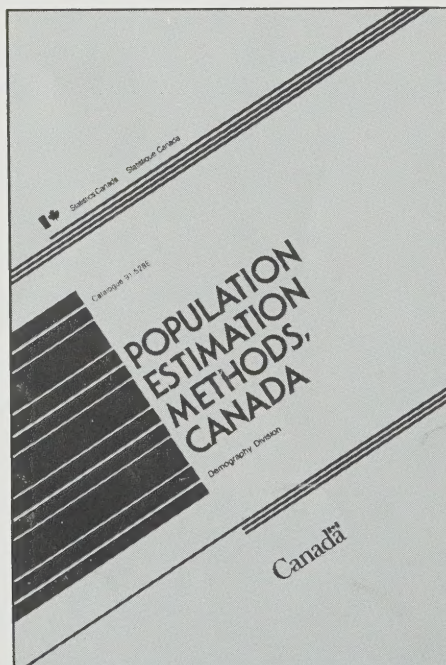 Statistics Canada Statistique Canada
Catalogue 91-528E
POPULATION
ESTIMATION
METHODS,
CANADA
Demography Division
Canada